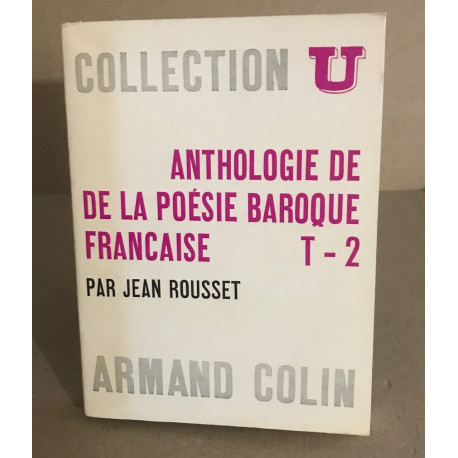 COLLECTION U
ANTHOLOGIE DE
DE LA POÉSIE BAROQUE
FRANCAISE T-2
PAR JEAN ROUSSET
ARMAND COLIN